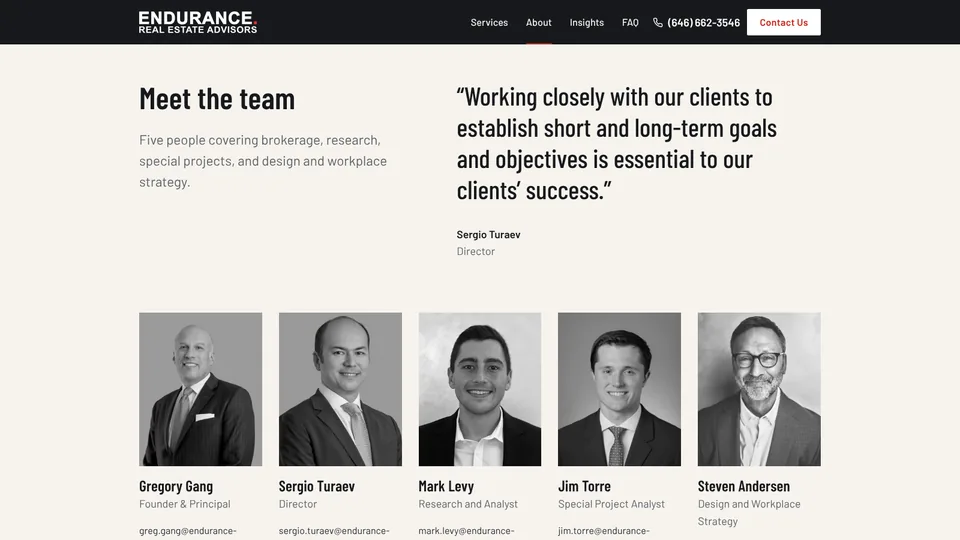 ENDURANCE.
REAL ESTATE ADVISORS
Services
About
Insights
FAQ
(646) 662-3546
Contact Us
Meet the team
Five people covering brokerage, research,
special projects, and design and workplace
strategy.
“Working closely with our clients to
establish short and long-term goals
and objectives is essential to our
clients’ success.”
Sergio Turaev
Director
Gregory Gang
Founder & Principal
greg.gang@endurance-
Sergio Turaev
Director
sergio.turaev@endurance-
Mark Levy
Research and Analyst
mark.levy@endurance-
Jim Torre
Special Project Analyst
jim.torre@endurance-
Steven Andersen
Design and Workplace
Strategy